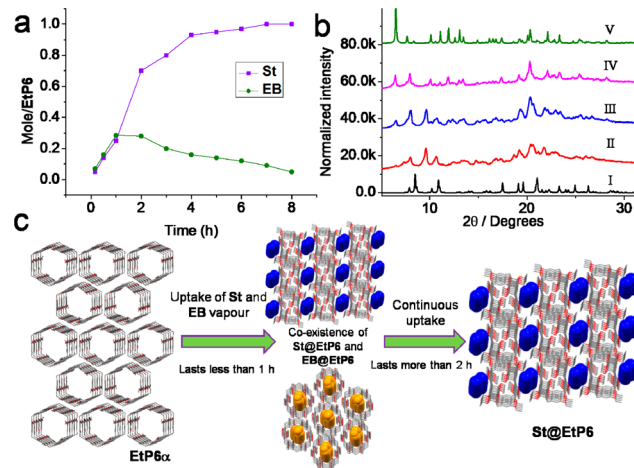 a
Mole/EtP6
1.0
0.8
0.6
0.4
0.2
0.0
St
EB
0 2 4 6 8
Time (h)
b
Normalized intensity
80.0k
60.0k
40.0k
20.0k
0.0
V
IV
III
II
I
10 20 30
2θ / Degrees
c
EtP6α
Uptake of St and
EB vapour
Lasts less than 1 h
Co-existence of
St@EtP6 and
EB@EtP6
Continuous
uptake
Lasts more than 2 h
St@EtP6